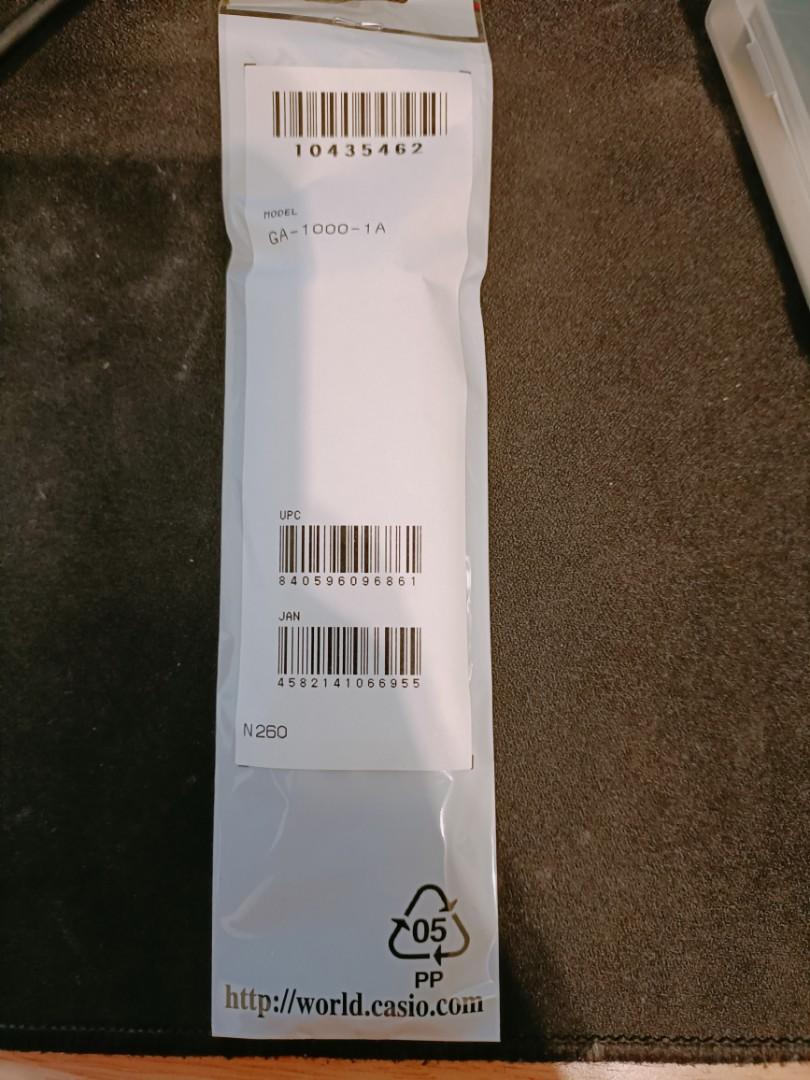 10435462
MODEL
GA-1000-1A
UPC
840596096861
JAN
4582141066955
N260
05
PP
http://world.casio.com